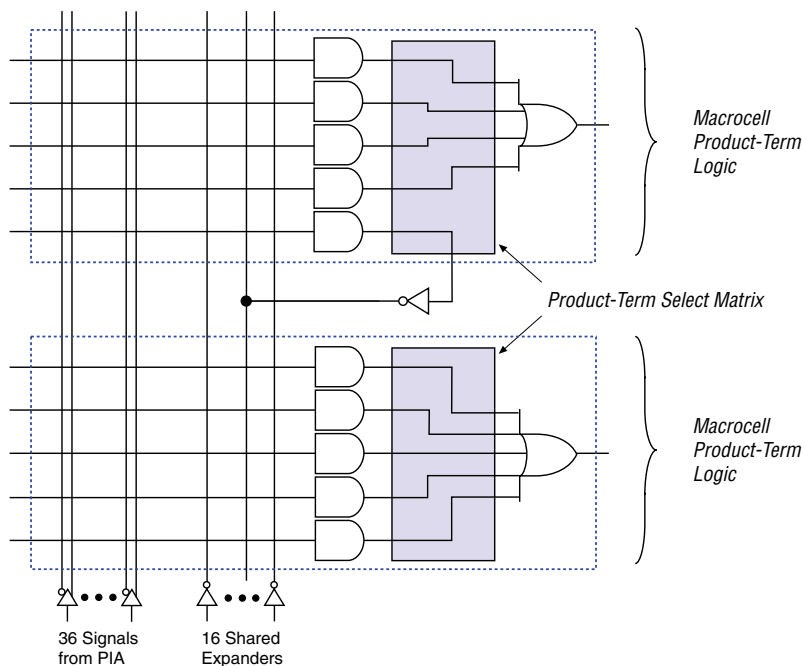 Macrocell
Product-Term
Logic
Product-Term Select Matrix
Macrocell
Product-Term
Logic
36 Signals
from PIA
16 Shared
Expanders